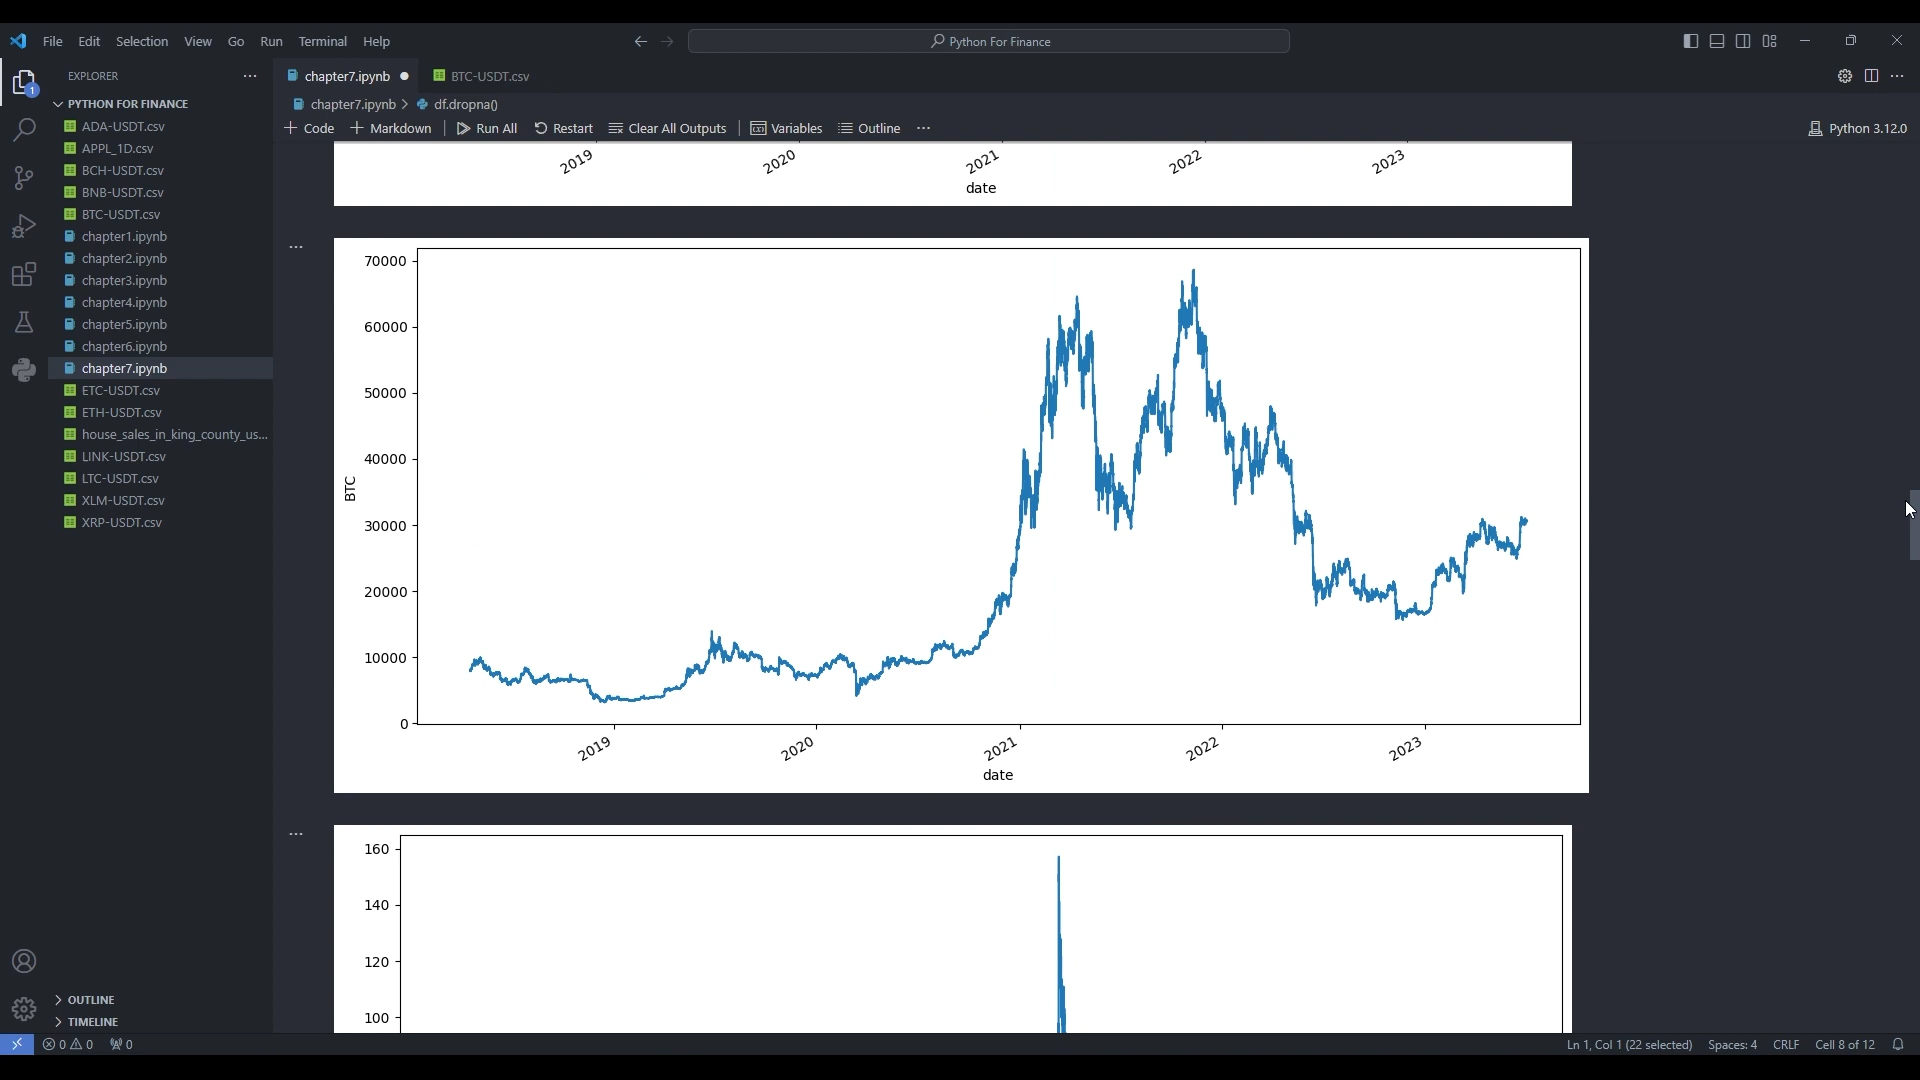 File Edit Selection View Go Run Terminal Help
Python For Finance
EXPLORER
chapter7.ipynb
BTC-USDT.csv
1
PYTHON FOR FINANCE
chapter7.ipynb > df.dropna()
Code Markdown Run All Restart Clear All Outputs Variables Outline
Python 3.12.0
ADA-USDT.csv
APPL_1D.csv
BCH-USDT.csv
BNB-USDT.csv
BTC-USDT.csv
chapter1.ipynb
chapter2.ipynb
chapter3.ipynb
chapter4.ipynb
chapter5.ipynb
chapter6.ipynb
chapter7.ipynb
ETC-USDT.csv
ETH-USDT.csv
house_sales_in_king_county_us...
LINK-USDT.csv
LTC-USDT.csv
XLM-USDT.csv
XRP-USDT.csv
OUTLINE
TIMELINE
2019 2020 2021 2022 2023
date
70000
60000
50000
40000
30000
20000
10000
0
BTC
2019 2020 2021 2022 2023
date
160
140
120
100
0 0 0
Ln 1, Col 1 (22 selected) Spaces: 4 CRLF Cell 8 of 12